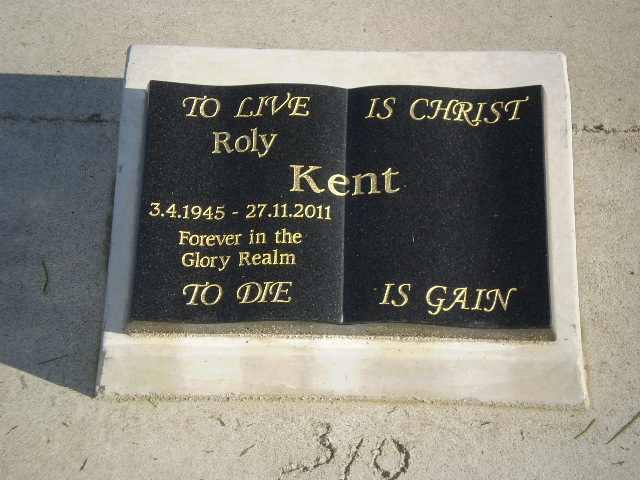 TO LIVE IS CHRIST
Roly
Kent
3.4.1945 - 27.11.2011
Forever in the
Glory Realm
TO DIE IS GAIN
310